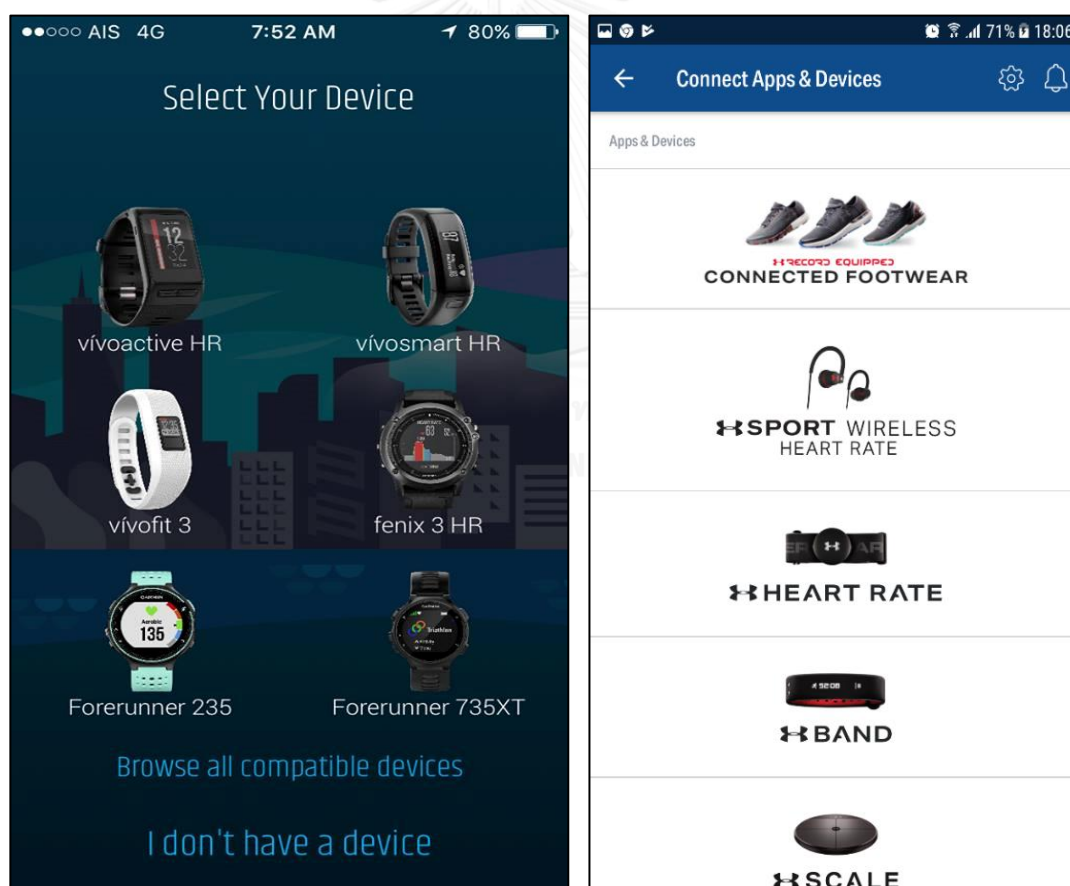 AIS 4G 7:52 AM 80%
Select Your Device
vívoactive HR vívosmart HR
vívofit 3 fenix 3 HR
Forerunner 235 Forerunner 735XT
Browse all compatible devices
I don't have a device
71% 18:06
Connect Apps & Devices
Apps & Devices
RECORD EQUIPPED
CONNECTED FOOTWEAR
SPORT WIRELESS
HEART RATE
HEART RATE
BAND
SCALE